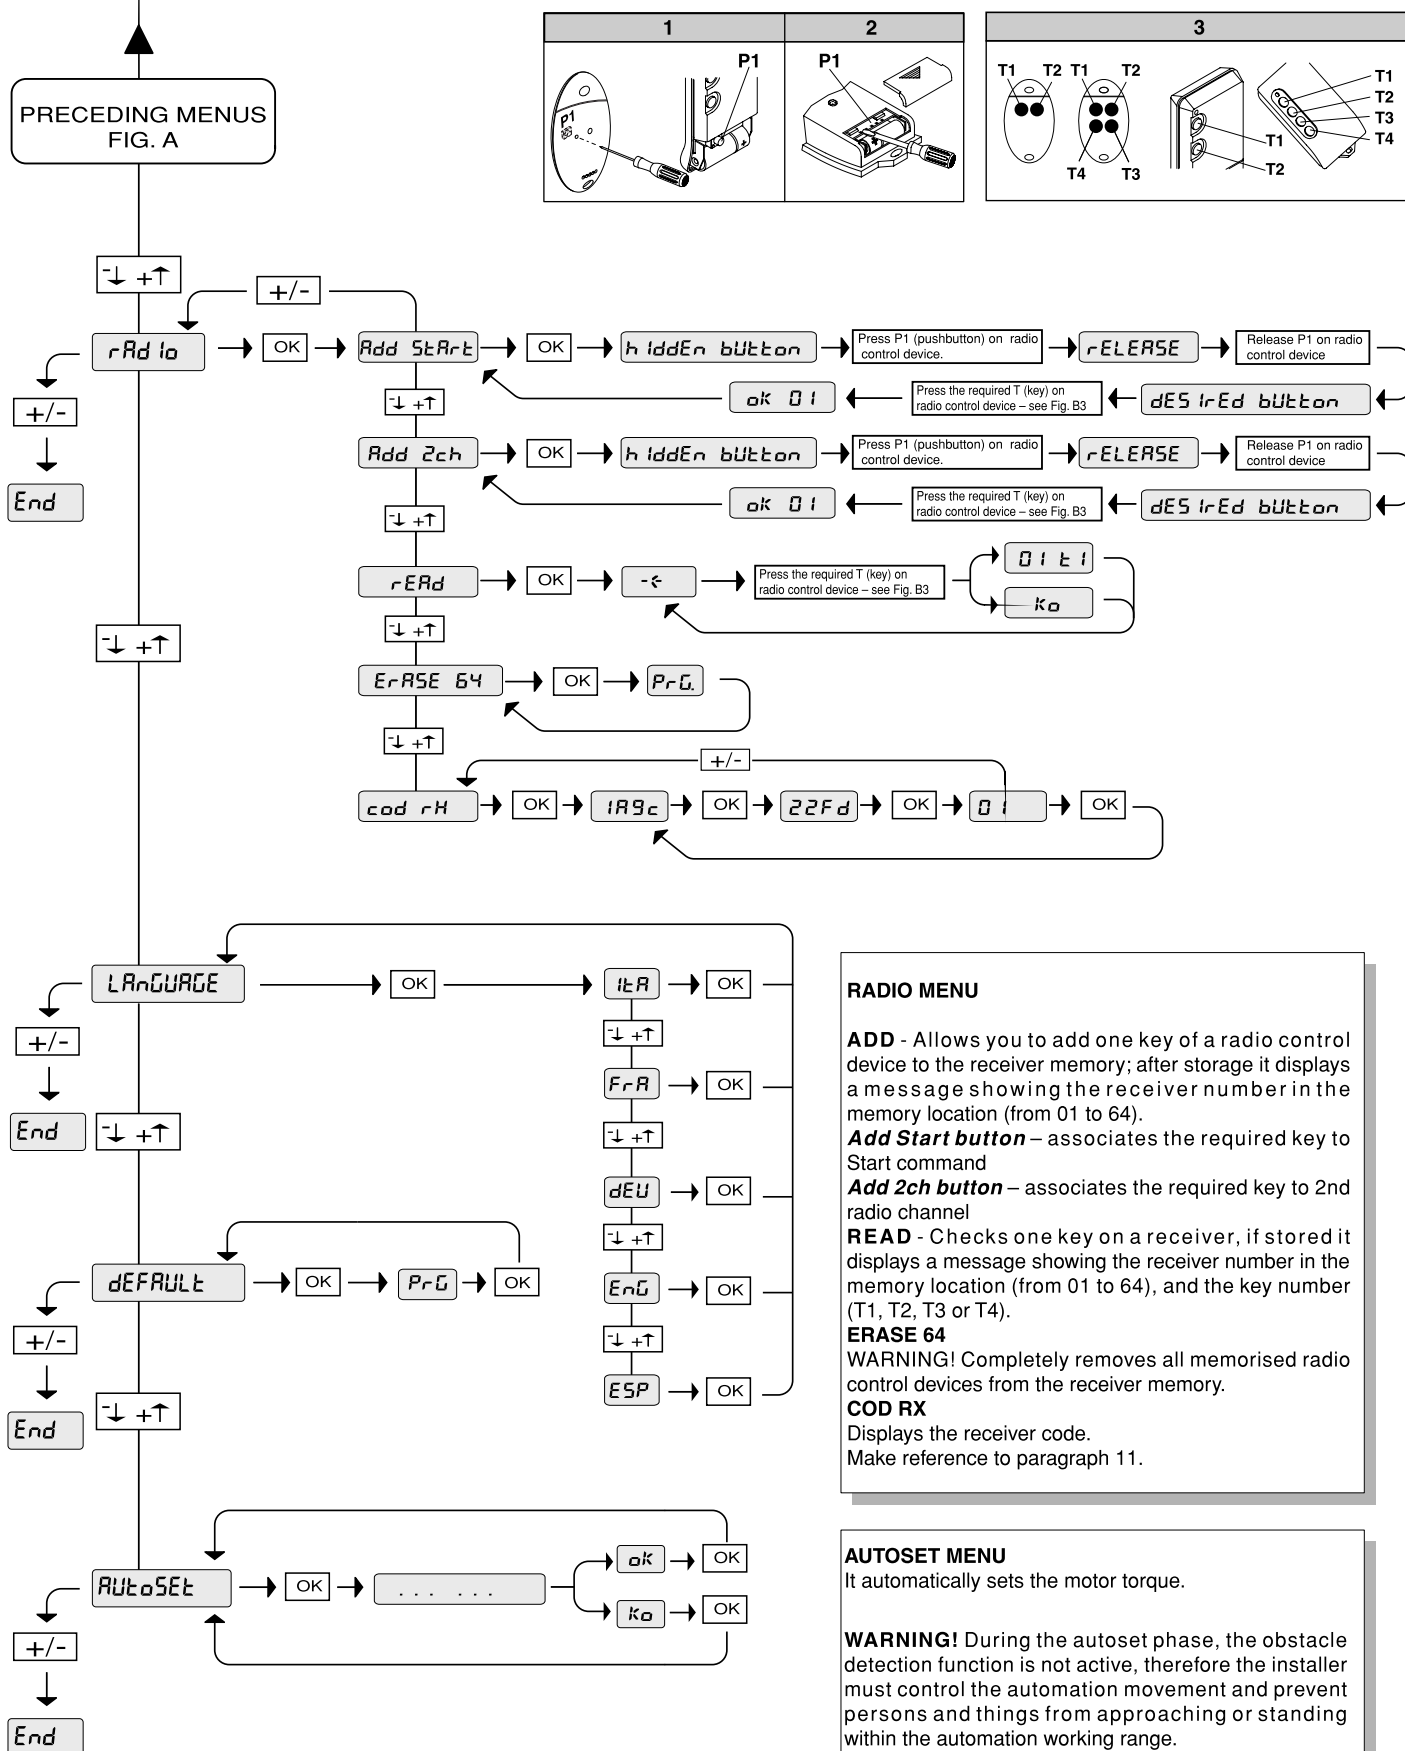 PRECEDING MENUS
FIG. A
1
2
3
P1
P1
P1
T1 T2 T1 T2
T4 T3
T1
T2
T1
T2
T3
T4
-↓ +↑
+/-
rAdIo
OK
Add StArt
OK
hIddEn bUtton
Press P1 (pushbutton) on radio
control device.
rELEASE
Release P1 on radio
control device
+/-
End
-↓ +↑
oK 01
Press the required T (key) on
radio control device – see Fig. B3
dESIrEd bUtton
Add 2ch
OK
hIddEn bUtton
Press P1 (pushbutton) on radio
control device.
rELEASE
Release P1 on radio
control device
-↓ +↑
oK 01
Press the required T (key) on
radio control device – see Fig. B3
dESIrEd bUtton
rEAd
OK
-<-
Press the required T (key) on
radio control device – see Fig. B3
01 t1
Ko
-↓ +↑
-↓ +↑
ErASE 64
OK
PrG.
-↓ +↑
+/-
cod rH
OK
1A9c
OK
22Fd
OK
01
OK
LAnGUAGE
OK
ItA
OK
+/-
End
-↓ +↑
-↓ +↑
FrA
OK
-↓ +↑
dEU
OK
-↓ +↑
EnG
OK
-↓ +↑
ESP
OK
dEFAULt
OK
PrG
OK
+/-
End
-↓ +↑
AUtoSEt
OK
... ...
oK
OK
Ko
OK
+/-
End
RADIO MENU
ADD - Allows you to add one key of a radio control
device to the receiver memory; after storage it displays
a message showing the receiver number in the
memory location (from 01 to 64).
Add Start button – associates the required key to
Start command
Add 2ch button – associates the required key to 2nd
radio channel
READ - Checks one key on a receiver, if stored it
displays a message showing the receiver number in the
memory location (from 01 to 64), and the key number
(T1, T2, T3 or T4).
ERASE 64
WARNING! Completely removes all memorised radio
control devices from the receiver memory.
COD RX
Displays the receiver code.
Make reference to paragraph 11.
AUTOSET MENU
It automatically sets the motor torque.
WARNING! During the autoset phase, the obstacle
detection function is not active, therefore the installer
must control the automation movement and prevent
persons and things from approaching or standing
within the automation working range.